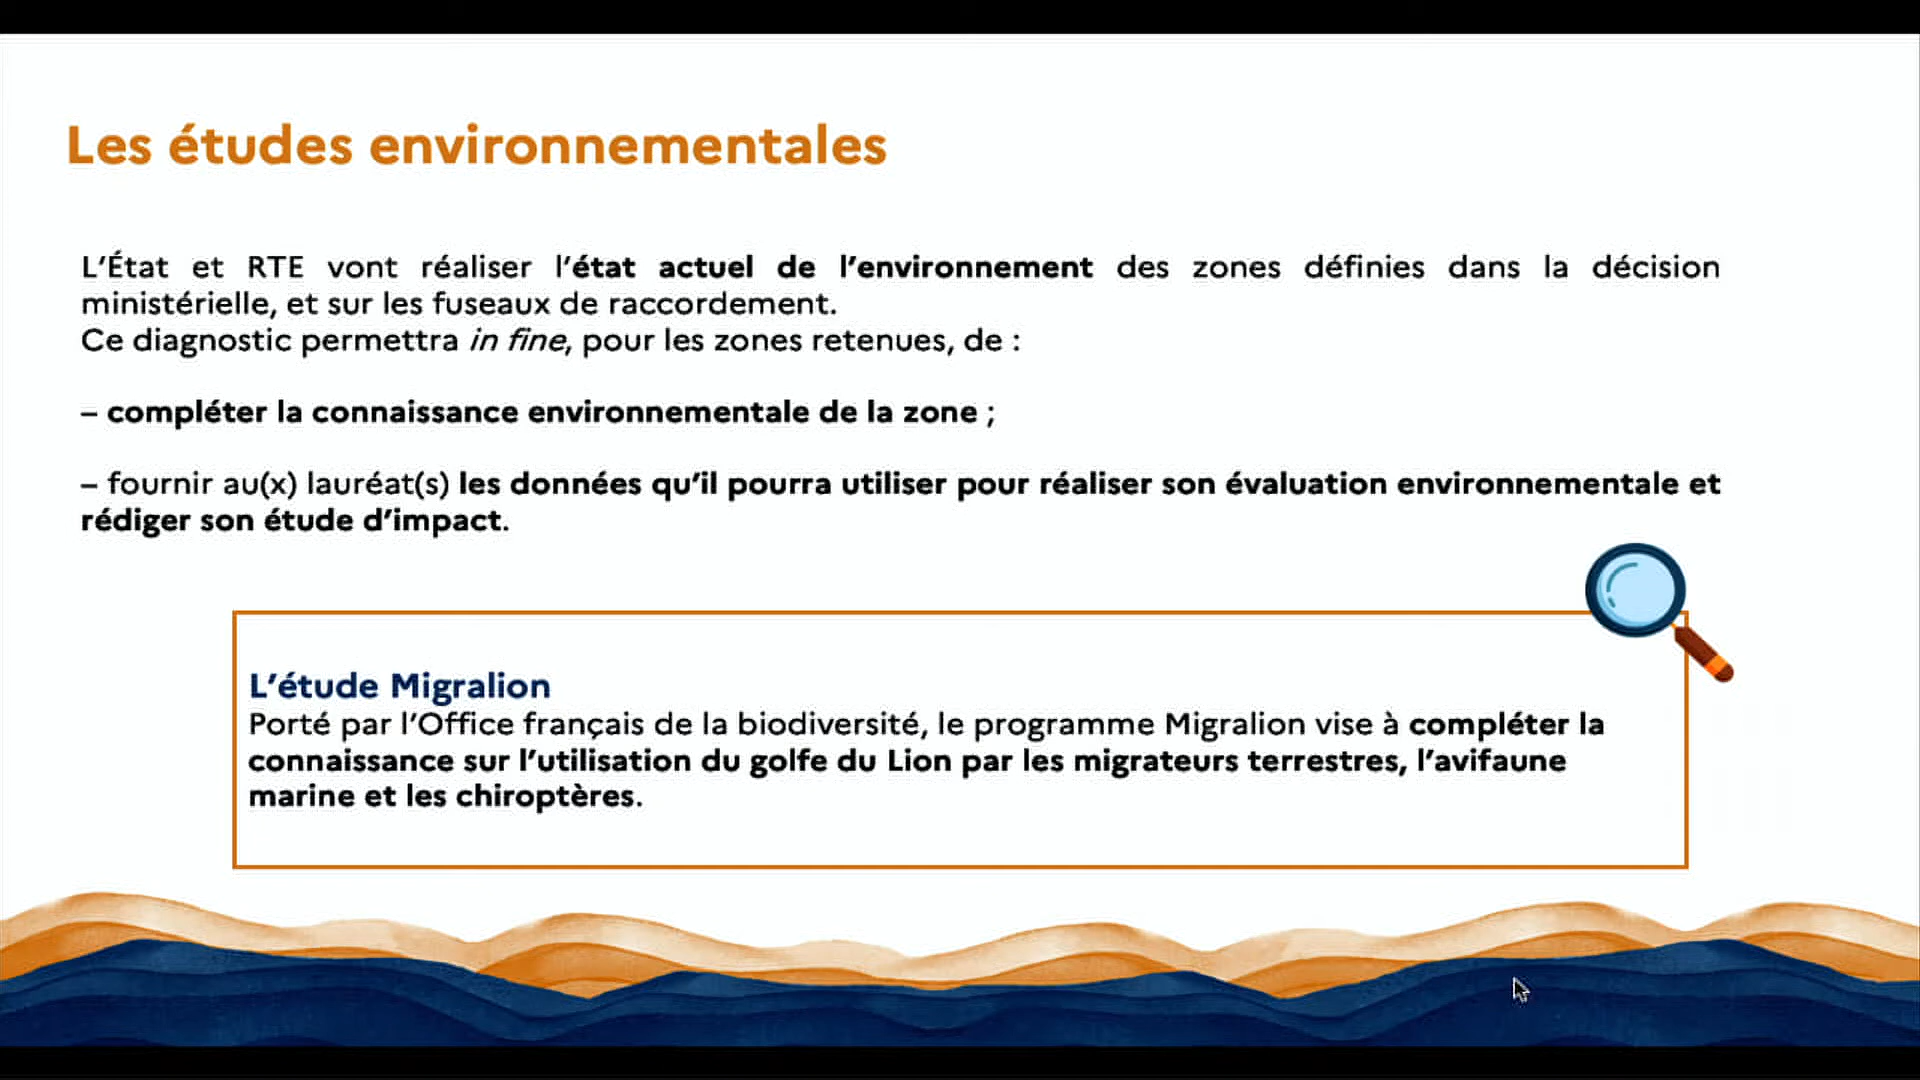 Les études environnementales
L’État et RTE vont réaliser l’état actuel de l’environnement des zones définies dans la décision
ministérielle, et sur les fuseaux de raccordement.
Ce diagnostic permettra in fine, pour les zones retenues, de :
– compléter la connaissance environnementale de la zone ;
– fournir au(x) lauréat(s) les données qu’il pourra utiliser pour réaliser son évaluation environnementale et
rédiger son étude d’impact.
L’étude Migralion
Porté par l’Office français de la biodiversité, le programme Migralion vise à compléter la
connaissance sur l’utilisation du golfe du Lion par les migrateurs terrestres, l’avifaune
marine et les chiroptères.